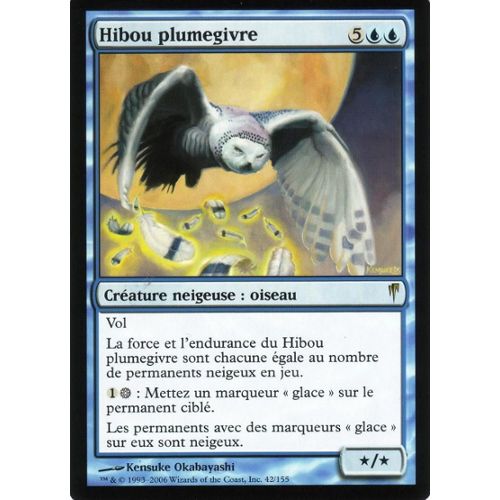 Hibou plumegivre 5
Créature neigeuse : oiseau
Vol
La force et l'endurance du Hibou
plumegivre sont chacune égale au nombre
de permanents neigeux en jeu.
1 : Mettez un marqueur « glace » sur le
permanent ciblé.
Les permanents avec des marqueurs « glace »
sur eux sont neigeux.
Kensuke Okabayashi
™ & © 1993–2006 Wizards of the Coast, Inc. 42/155
★/★